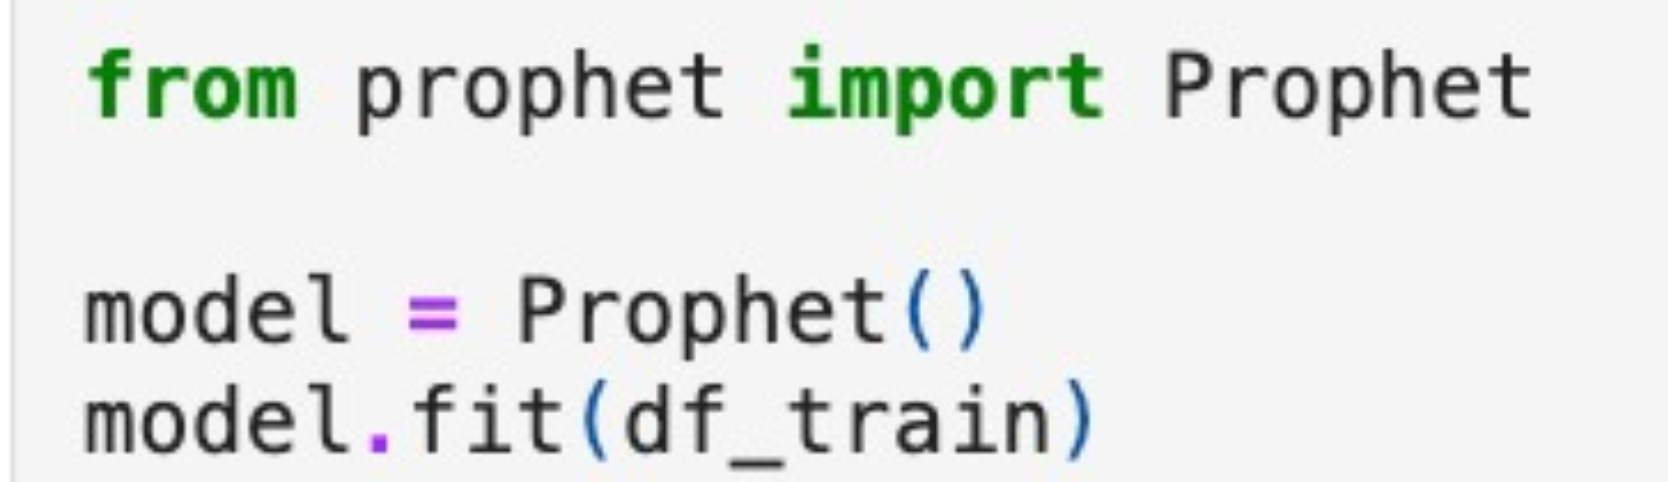 from prophet import Prophet
model = Prophet()
model.fit(df_train)